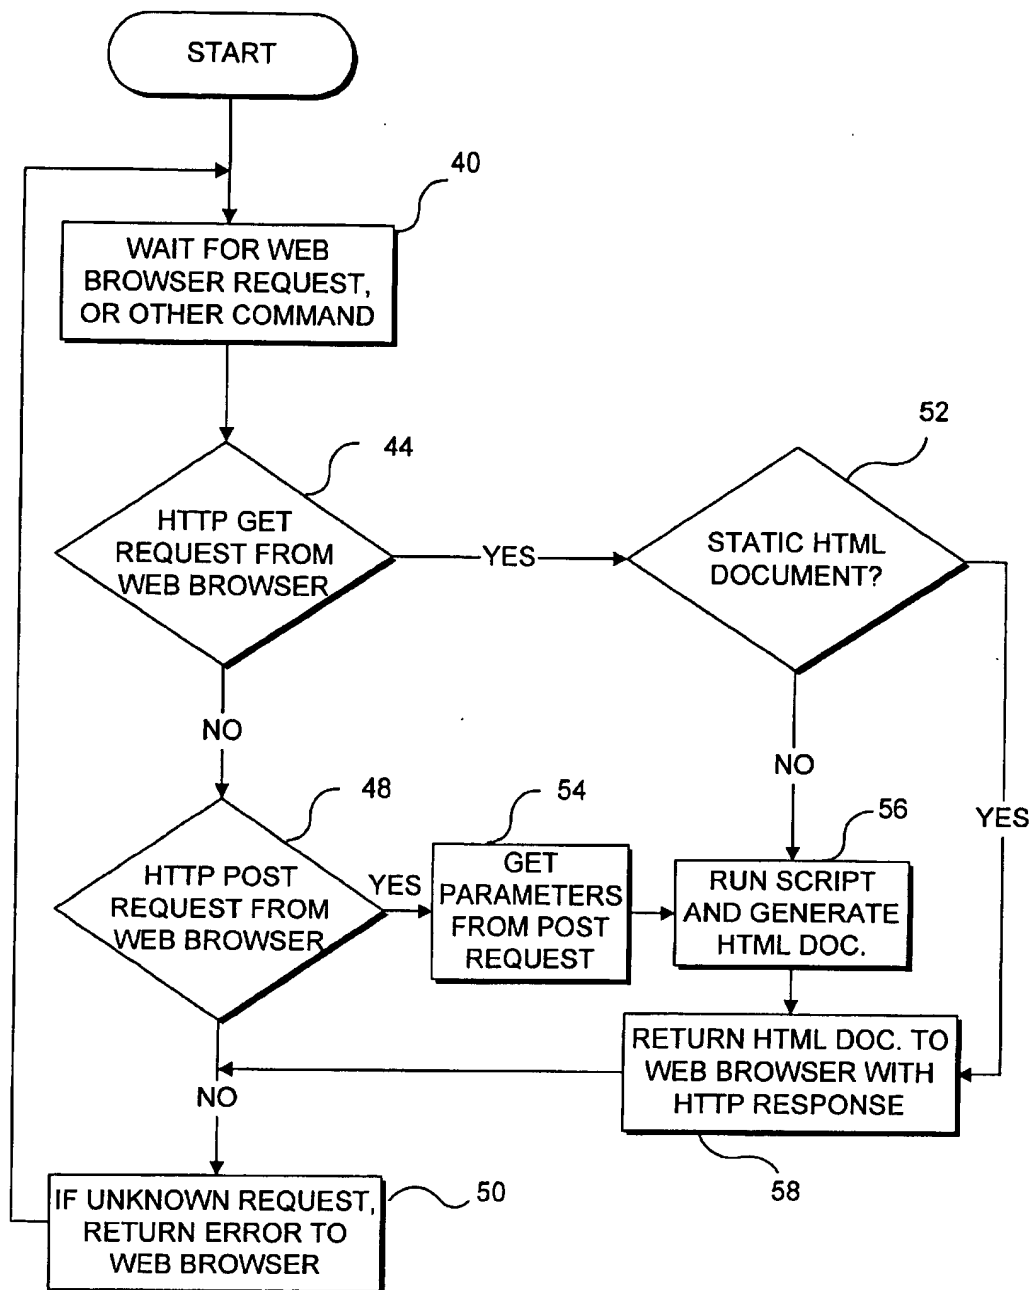 START
40
WAIT FOR WEB
BROWSER REQUEST,
OR OTHER COMMAND
44
HTTP GET
REQUEST FROM
WEB BROWSER
YES
52
STATIC HTML
DOCUMENT?
NO
NO
YES
48
HTTP POST
REQUEST FROM
WEB BROWSER
YES
54
GET
PARAMETERS
FROM POST
REQUEST
56
RUN SCRIPT
AND GENERATE
HTML DOC.
RETURN HTML DOC. TO
WEB BROWSER WITH
HTTP RESPONSE
58
NO
IF UNKNOWN REQUEST,
RETURN ERROR TO
WEB BROWSER
50